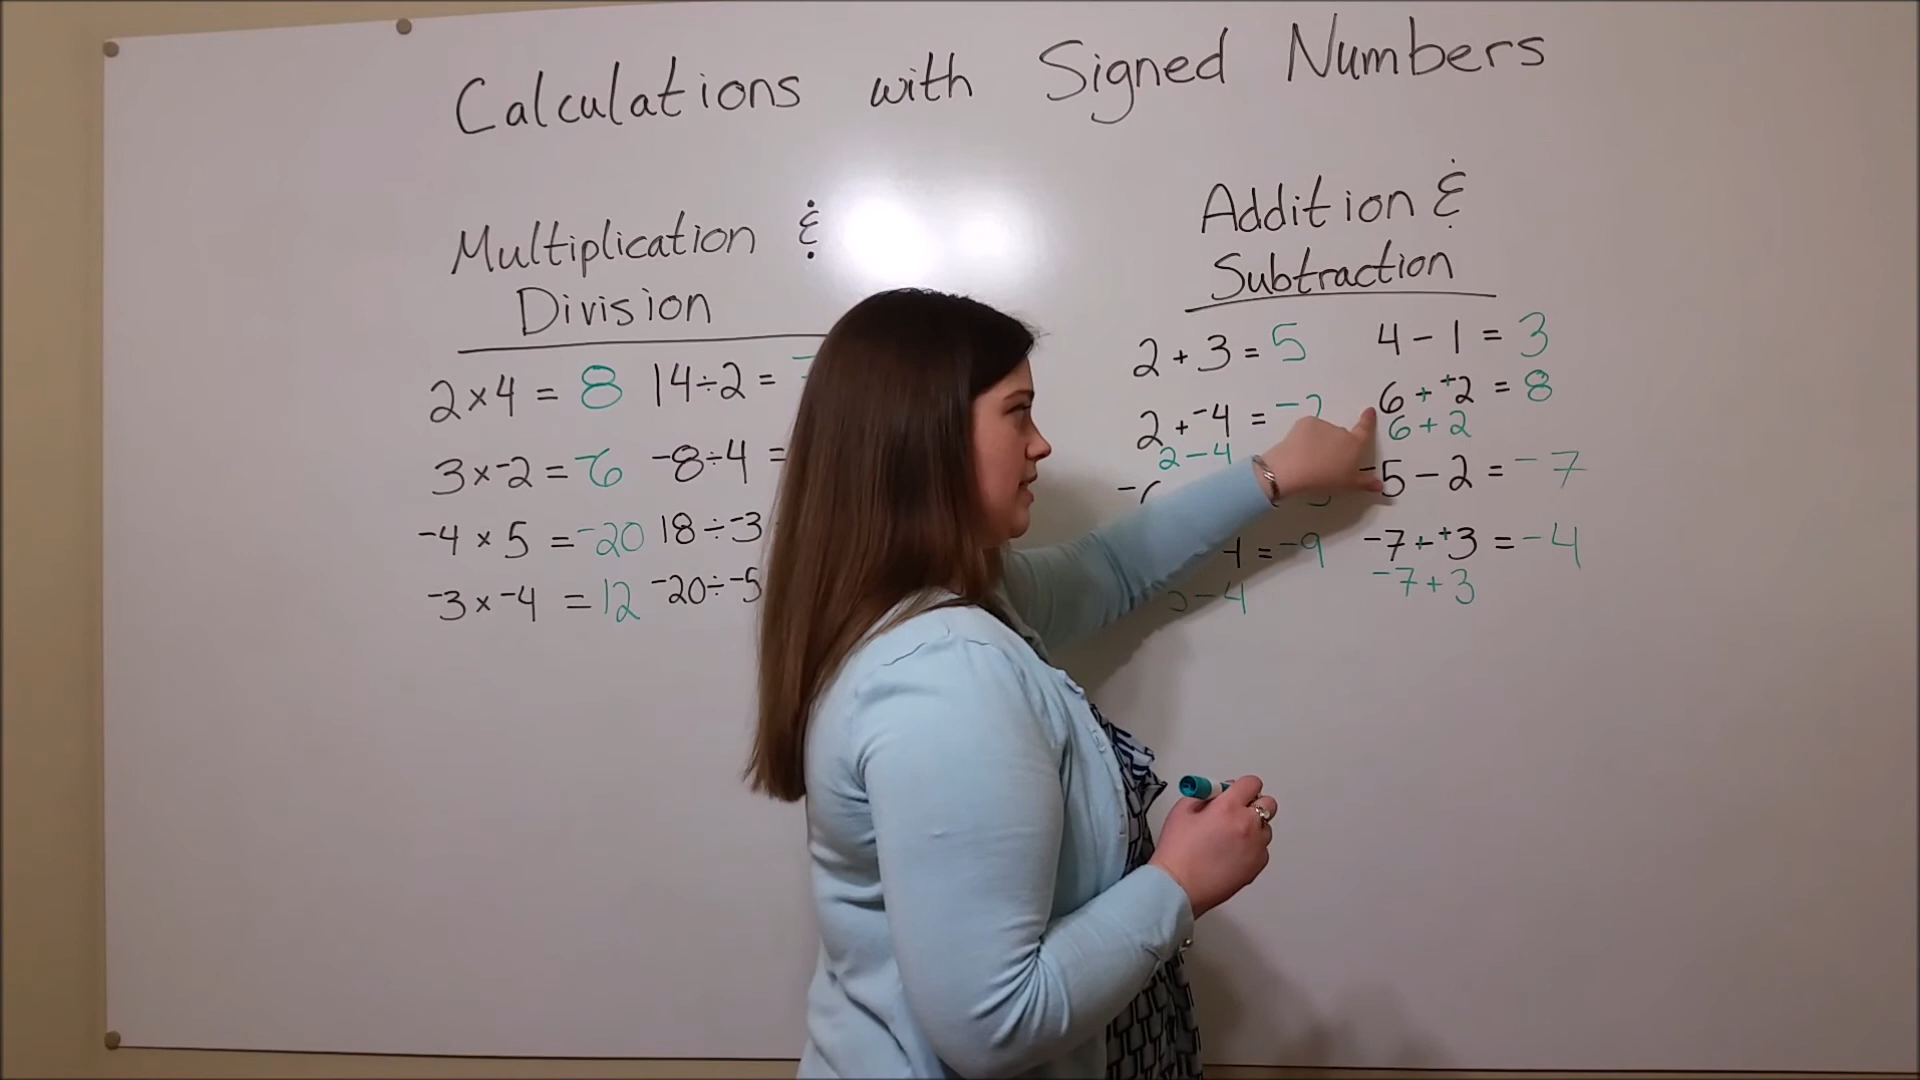 Calculations with Signed Numbers
Multiplication &
Division
2×4 = 8 14÷2 =
3×⁻2 = ⁻6 ⁻8÷4 =
⁻4 × 5 = ⁻20 18÷⁻3
⁻3 × ⁻4 = 12 ⁻20÷⁻5
Addition &
Subtraction
2 + 3 = 5 4 − 1 = 3
2 + ⁻4 = ⁻2 6 + ⁺2 = 8
2 − 4 6 + 2
⁻5 − 2 = ⁻7
= ⁻9 ⁻7 + ⁺3 = ⁻4
− 4 ⁻7 + 3